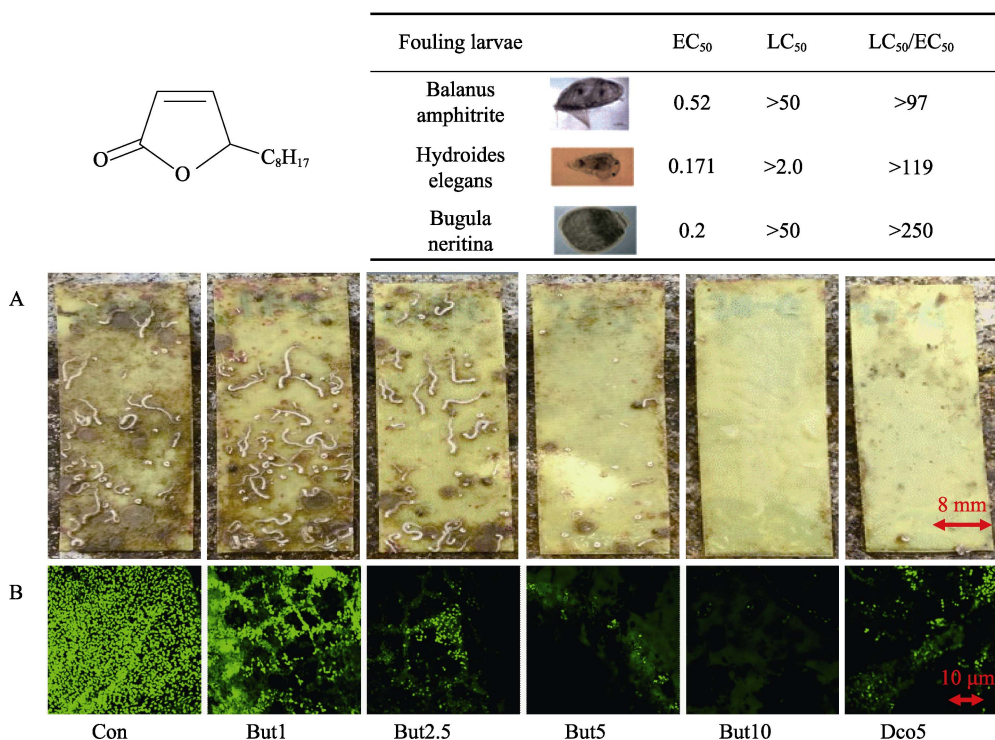 Fouling larvae EC50 LC50 LC50/EC50
Balanus
amphitrite 0.52 >50 >97
Hydroides
elegans 0.171 >2.0 >119
Bugula
neritina 0.2 >50 >250
O
O
C8H17
A
8 mm
B
10 μm
Con But1 But2.5 But5 But10 Dco5